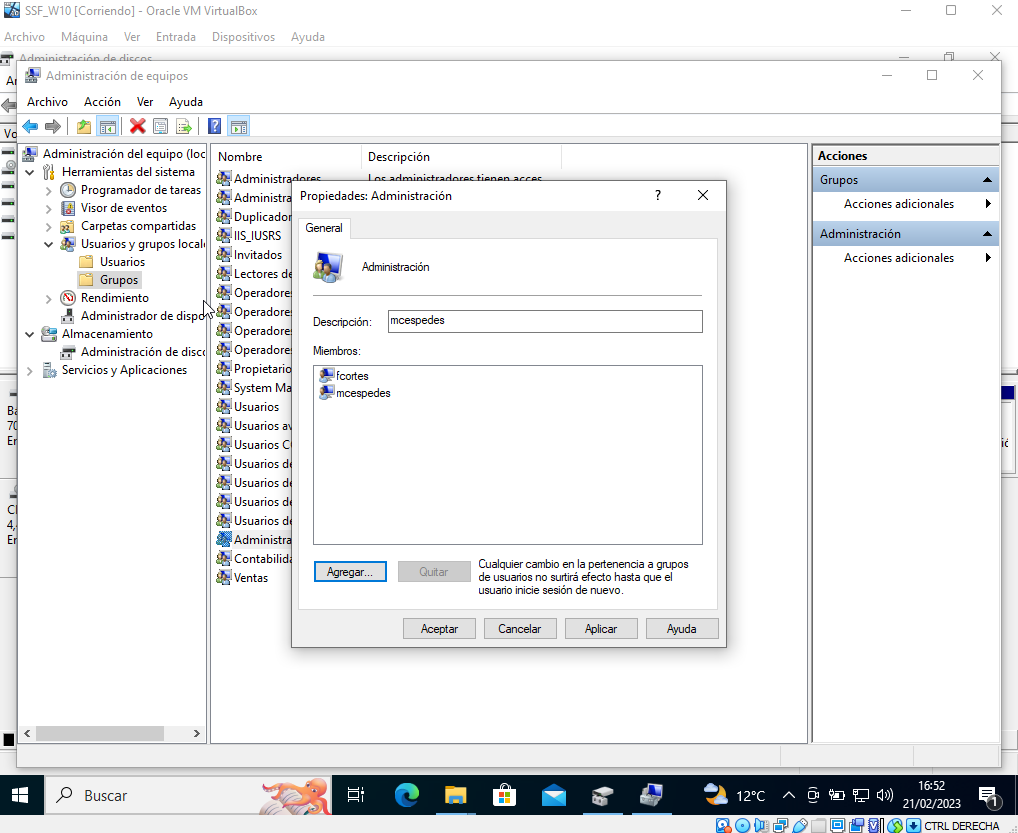 SSF_W10 [Corriendo] - Oracle VM VirtualBox
Archivo Máquina Ver Entrada Dispositivos Ayuda
Administración de discos
Administración de equipos
Archivo Acción Ver Ayuda
Vo
Administración del equipo (loc
Herramientas del sistema
Programador de tareas
Visor de eventos
Carpetas compartidas
Usuarios y grupos locale
Usuarios
Grupos
Rendimiento
Administrador de dispo
Almacenamiento
Administración de disco
Servicios y Aplicaciones
Ba
70
Er
CI
4,
Er
Nombre Descripción
Administradores Los administradores tienen acces
Administra
Duplicador
IIS_IUSRS
Invitados
Lectores de
Operadores
Operadores
Operadores
Operadores
Propietario
System Ma
Usuarios
Usuarios av
Usuarios CO
Usuarios de
Usuarios de
Usuarios de
Usuarios de
Administra
Contabilida
Ventas
Propiedades: Administración
?
General
Administración
Descripción: mcespedes
Miembros:
fcortes
mcespedes
Agregar... Quitar
Cualquier cambio en la pertenencia a grupos
de usuarios no surtirá efecto hasta que el
usuario inicie sesión de nuevo.
Aceptar Cancelar Aplicar Ayuda
Acciones
Grupos
Acciones adicionales
Administración
Acciones adicionales
Buscar
12°C
16:52
21/02/2023
1
CTRL DERECHA